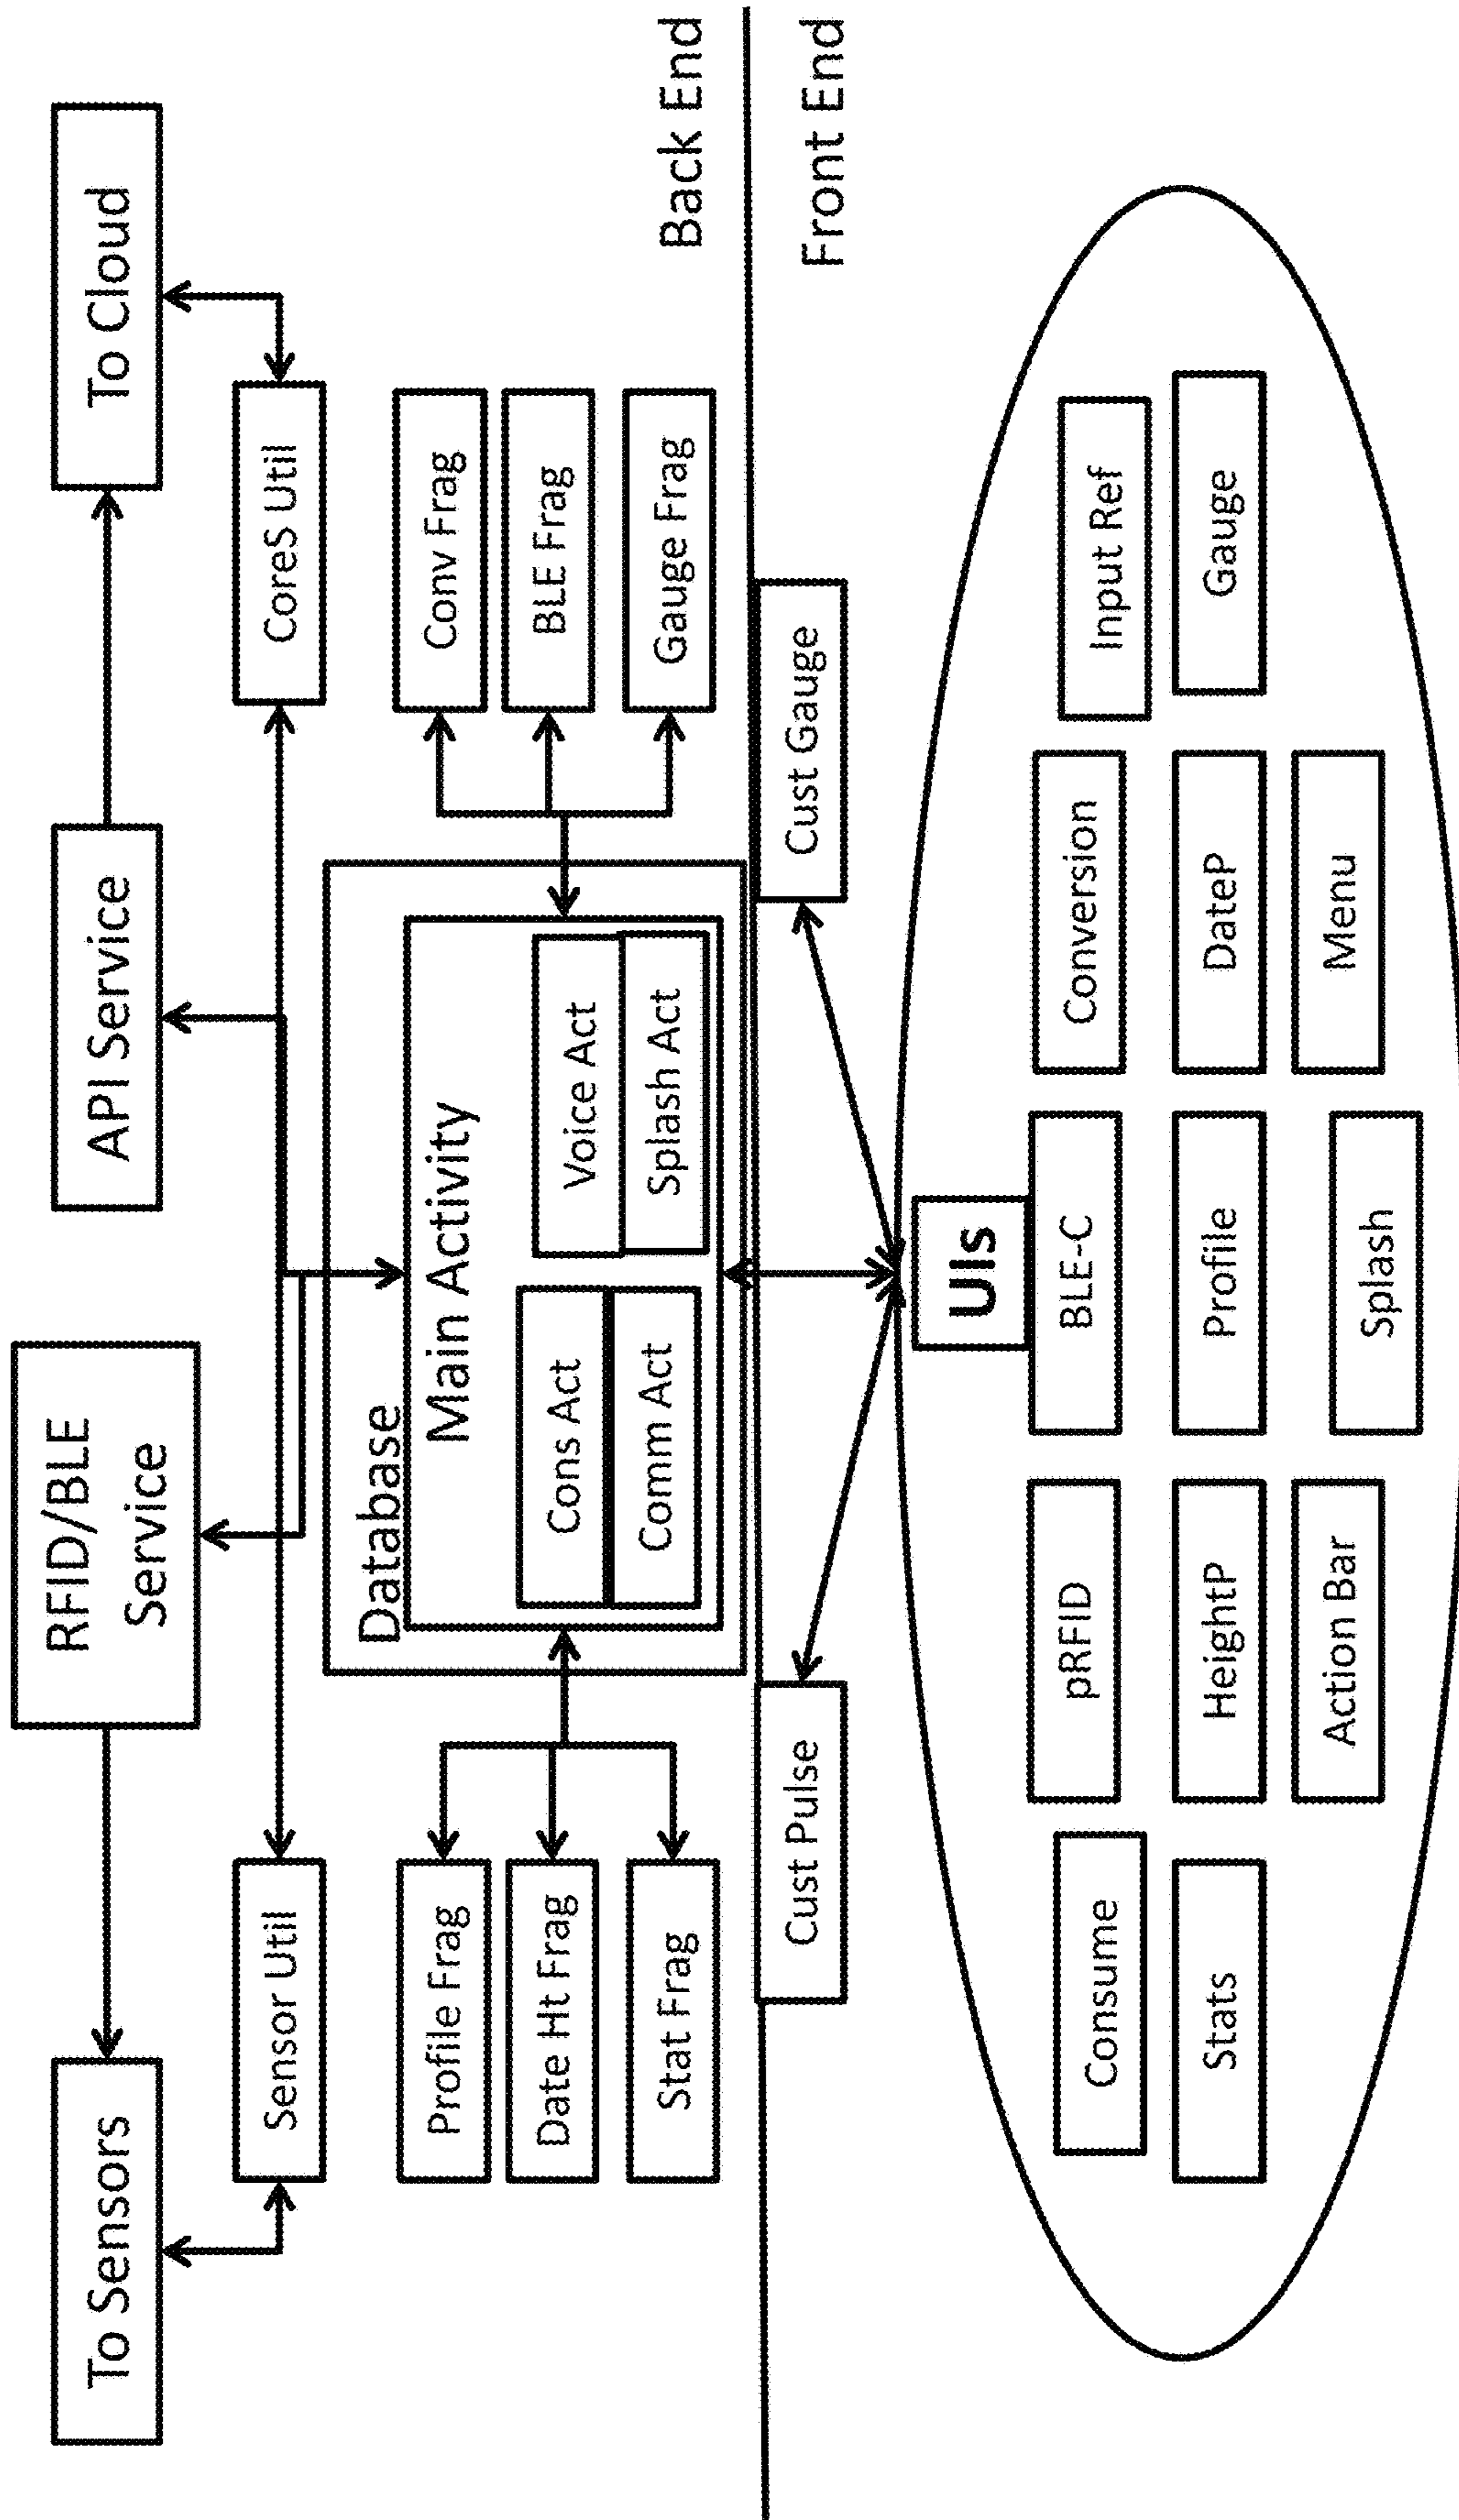 To Sensors
RFID/BLE
Service
API Service
To Cloud
Sensor Util
CoreS Util
Profile Frag
Date Ht Frag
Stat Frag
Database
Main Activity
Cons Act
Comm Act
Voice Act
Splash Act
Conv Frag
BLE Frag
Gauge Frag
Back End
Front End
Cust Pulse
Cust Gauge
UIs
Consume
pRFID
BLE-C
Conversion
Input Ref
Stats
HeightP
Profile
DateP
Gauge
Action Bar
Splash
Menu